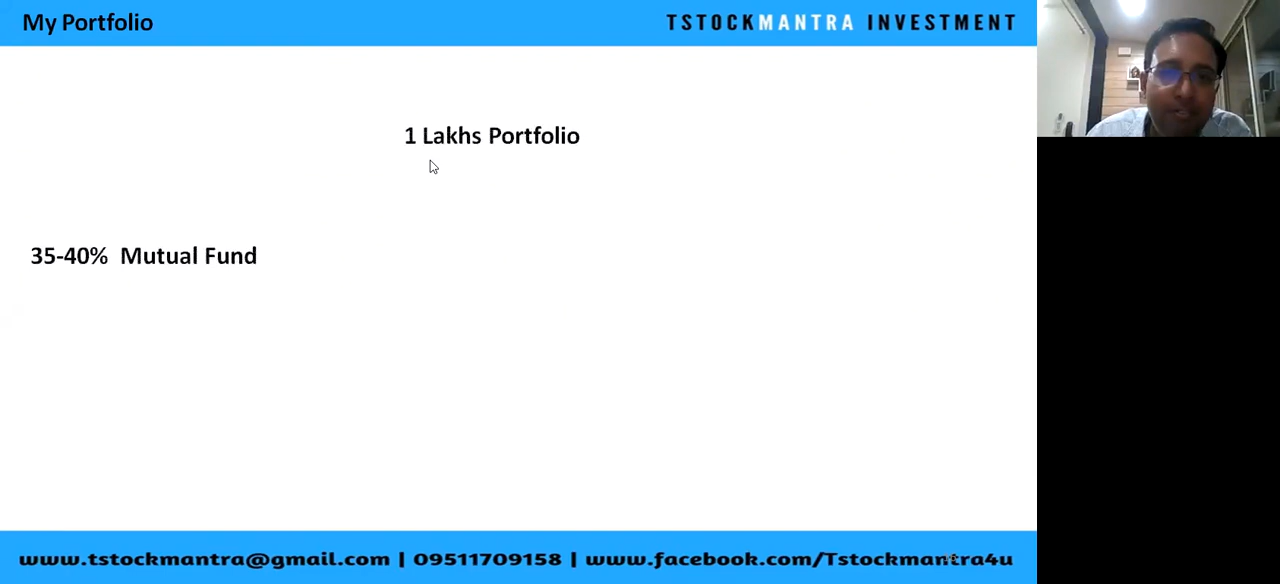 My Portfolio
TSTOCKMANTRA INVESTMENT
1 Lakhs Portfolio
35-40% Mutual Fund
www.tstockmantra@gmail.com | 09511709158 | www.facebook.com/Tstockmantra4u